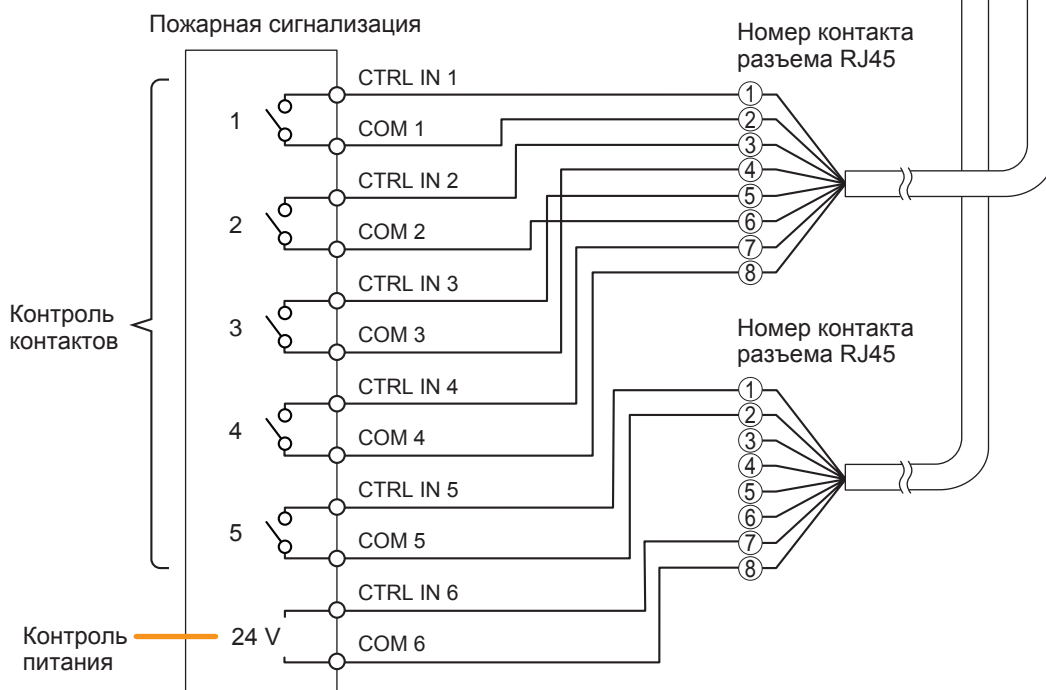 Пожарная сигнализация
Номер контакта
разъема RJ45
CTRL IN 1
1
COM 1
CTRL IN 2
2
COM 2
CTRL IN 3
3
COM 3
CTRL IN 4
4
COM 4
CTRL IN 5
5
COM 5
CTRL IN 6
24 V
COM 6
Контроль
контактов
Контроль
питания
1
2
3
4
5
6
7
8
Номер контакта
разъема RJ45
1
2
3
4
5
6
7
8